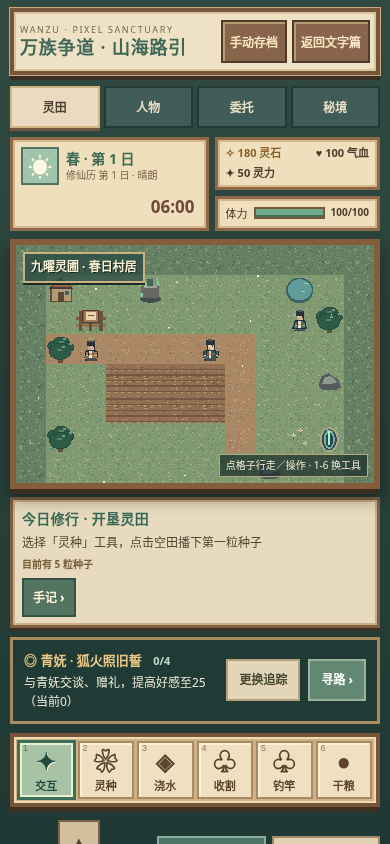 WANZU · PIXEL SANCTUARY
万族争道 · 山海路引
手动存档
返回文字篇
灵田
人物
委托
秘境
春 · 第 1 日
修仙历 第 1 日 · 晴朗
06:00
✧ 180 灵石
♥ 100 气血
✦ 50 灵力
体力
100/100
九曜灵圃 · 春日村居
点格子行走／操作 · 1-6 换工具
今日修行 · 开垦灵田
选择「灵种」工具，点击空田播下第一粒种子
目前有 5 粒种子
手记 ›
◎ 青妩 · 狐火照旧誓 0/4
与青妩交谈、赠礼，提高好感至25
（当前0）
更换追踪
寻路 ›
1 交互
2 灵种
3 浇水
4 收割
5 钓竿
6 干粮